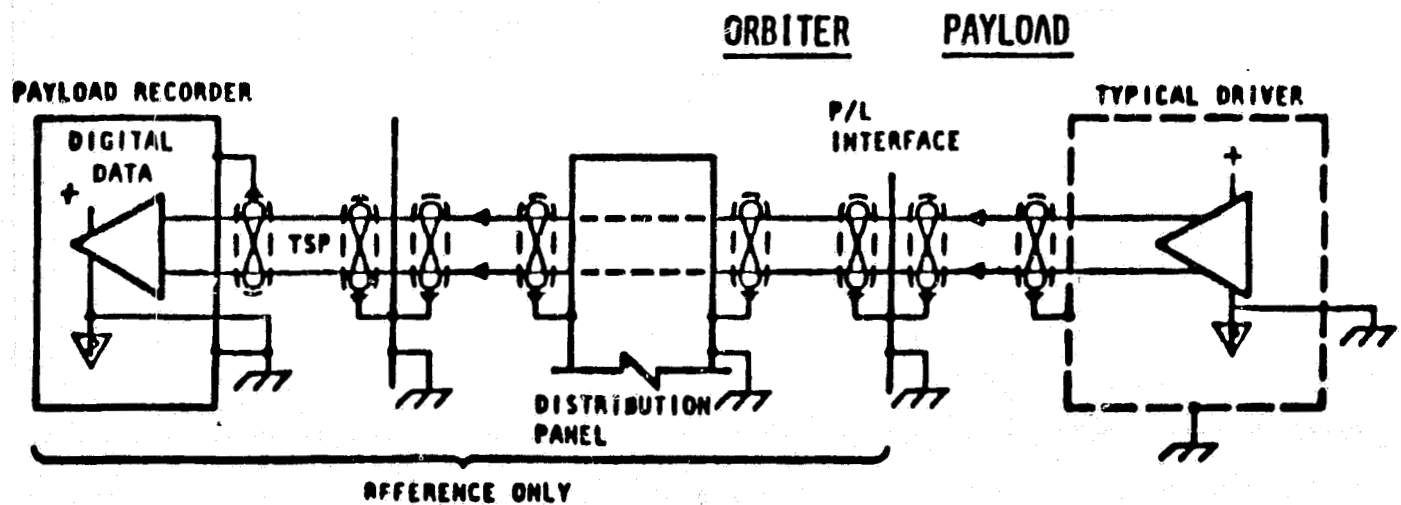 ORBITER PAYLOAD
PAYLOAD RECORDER
TYPICAL DRIVER
P/L
INTERFACE
DIGITAL
DATA
+
+
TSP
P
P
DISTRIBUTION
PANEL
AFFERENCE ONLY